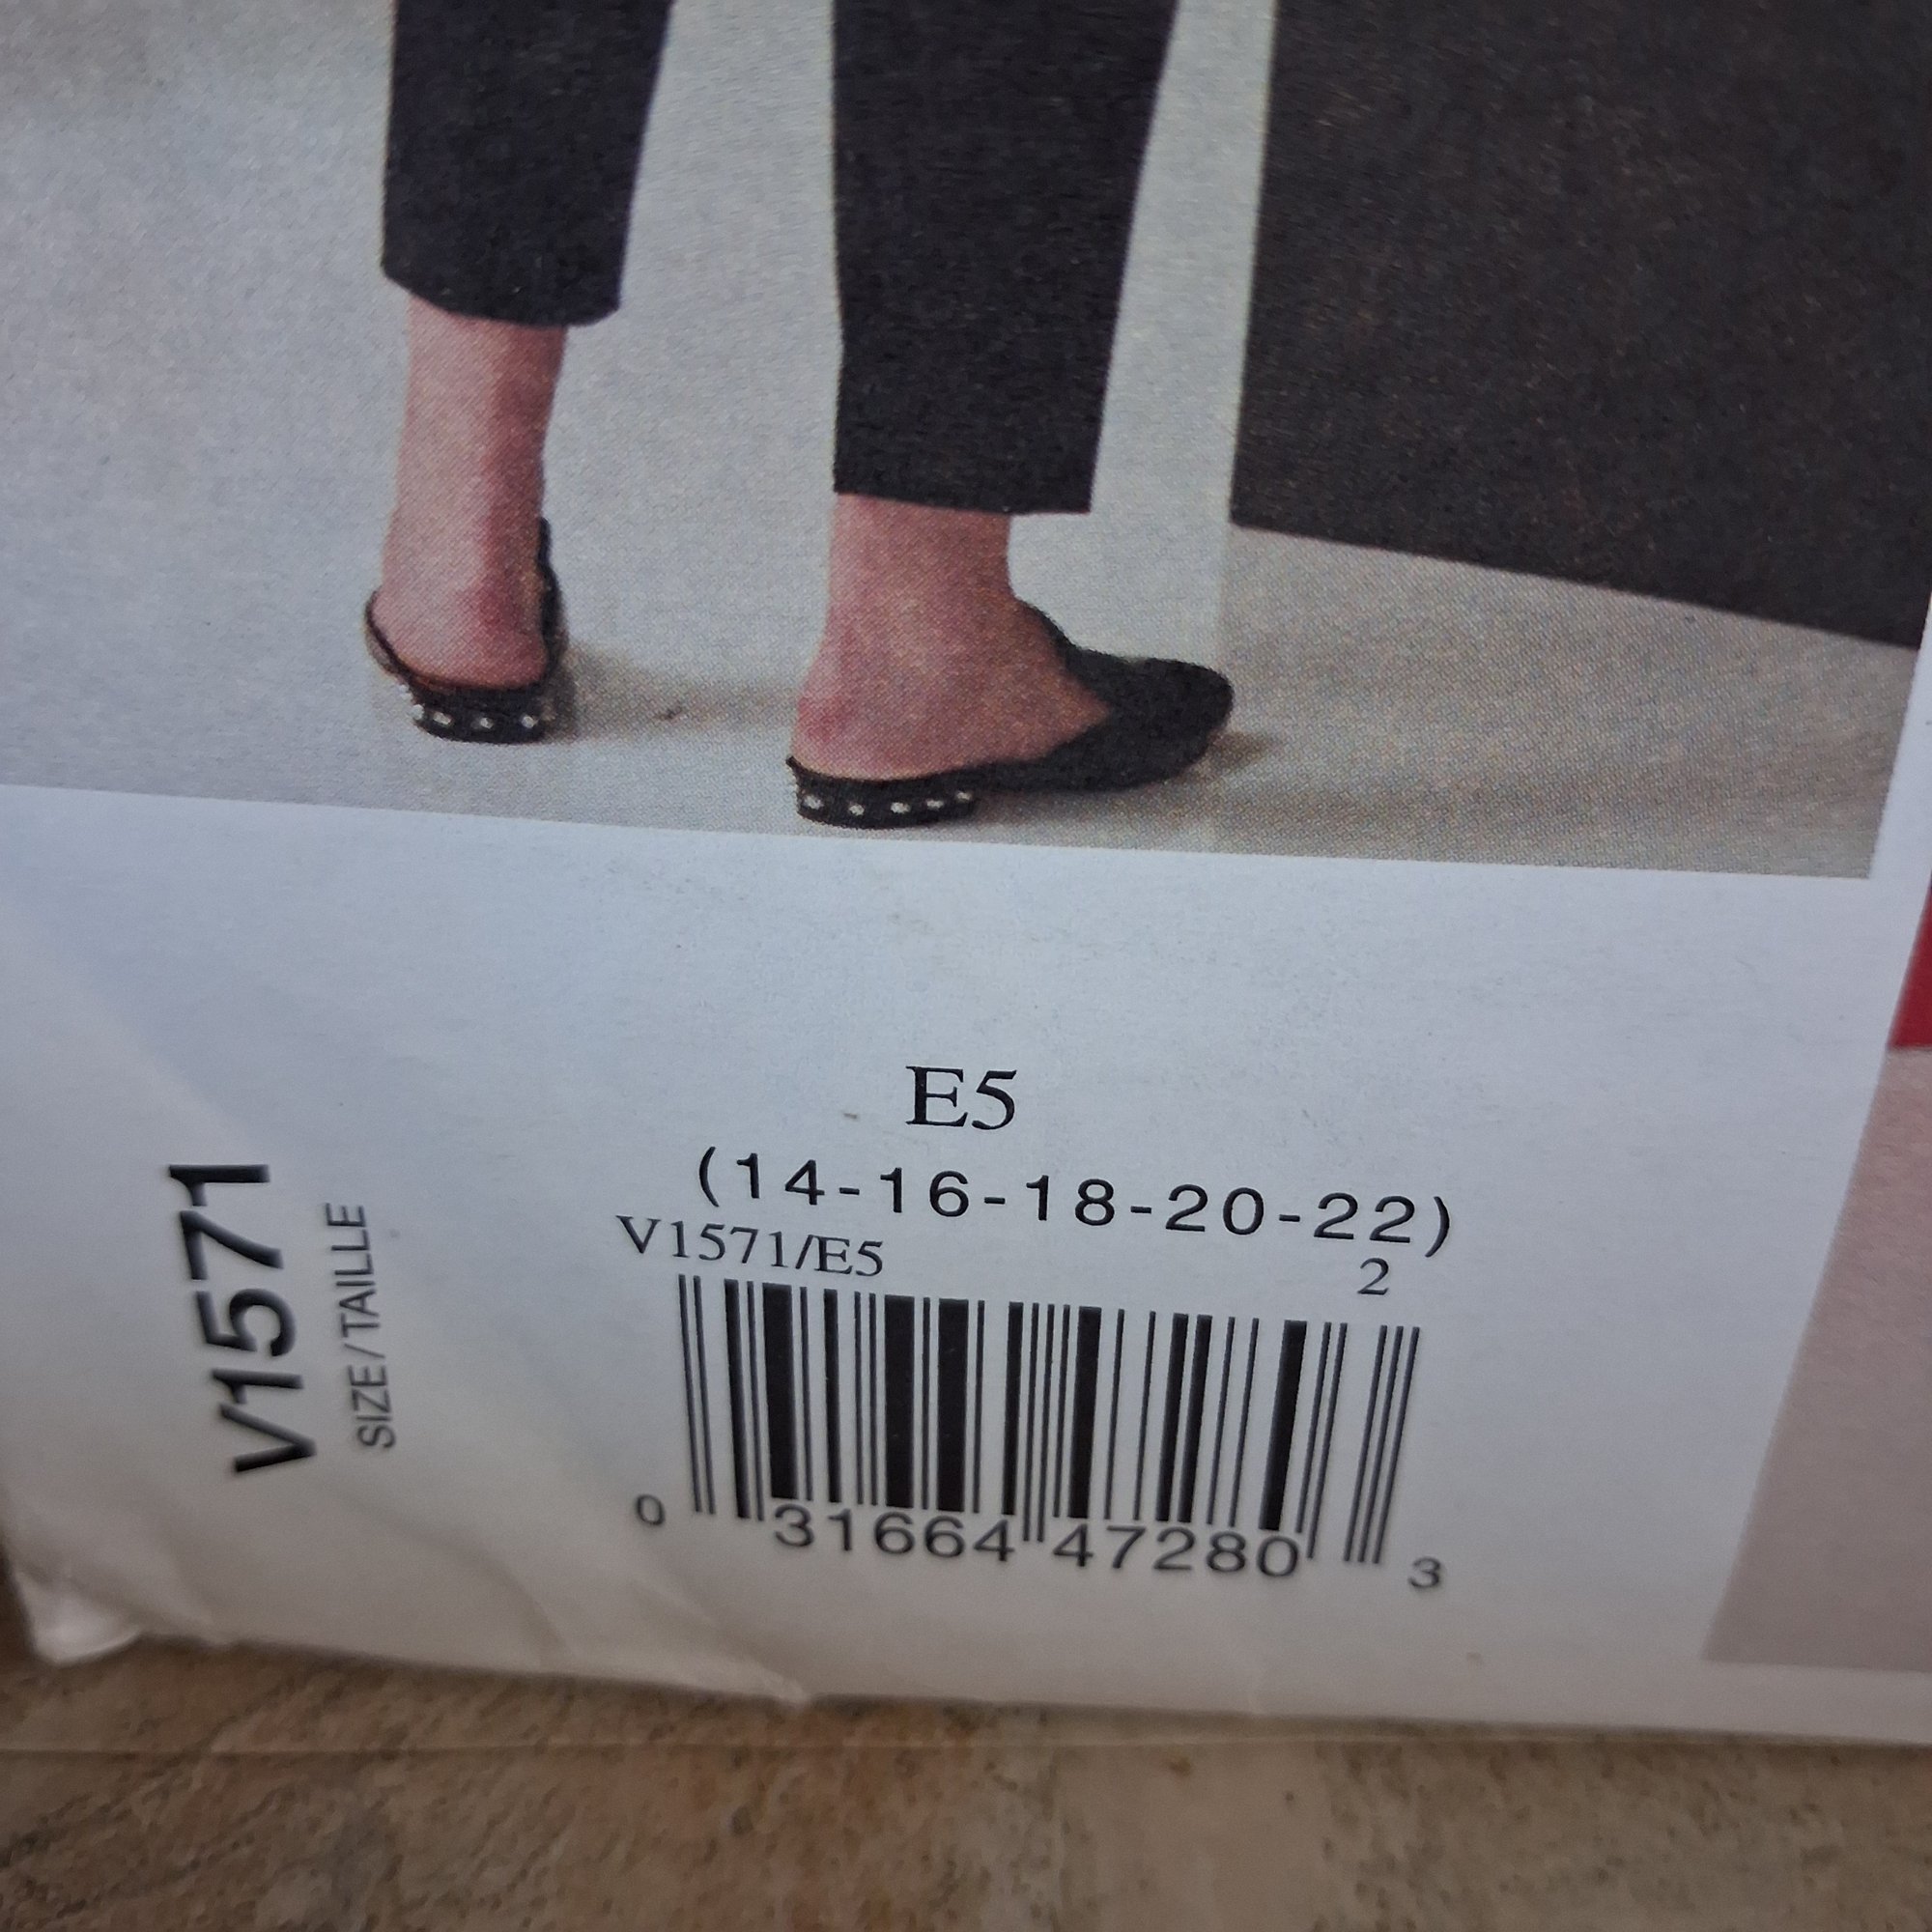 E5
(14-16-18-20-22)
V1571/E5 2
0 31664 47280 3
V1571
SIZE / TAILLE